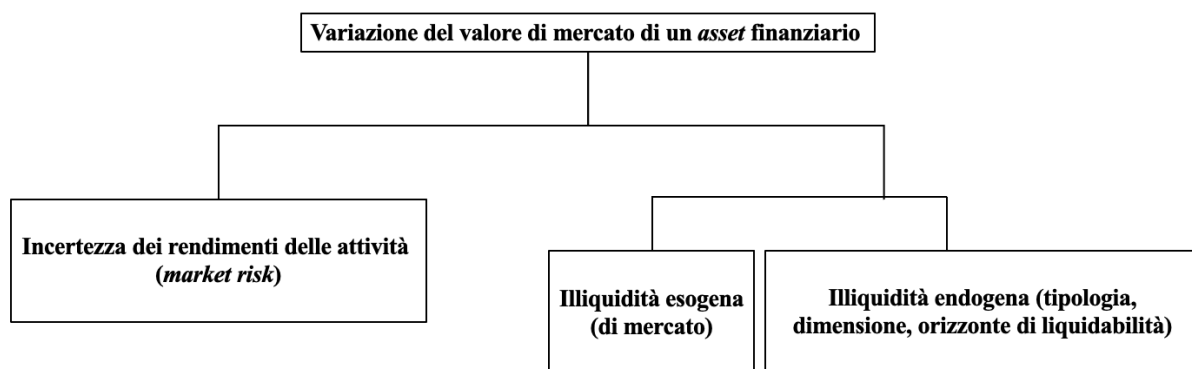 Variazione del valore di mercato di un asset finanziario
Incertezza dei rendimenti delle attività
(market risk)
Illiquidità esogena
(di mercato)
Illiquidità endogena (tipologia,
dimensione, orizzonte di liquidabilità)